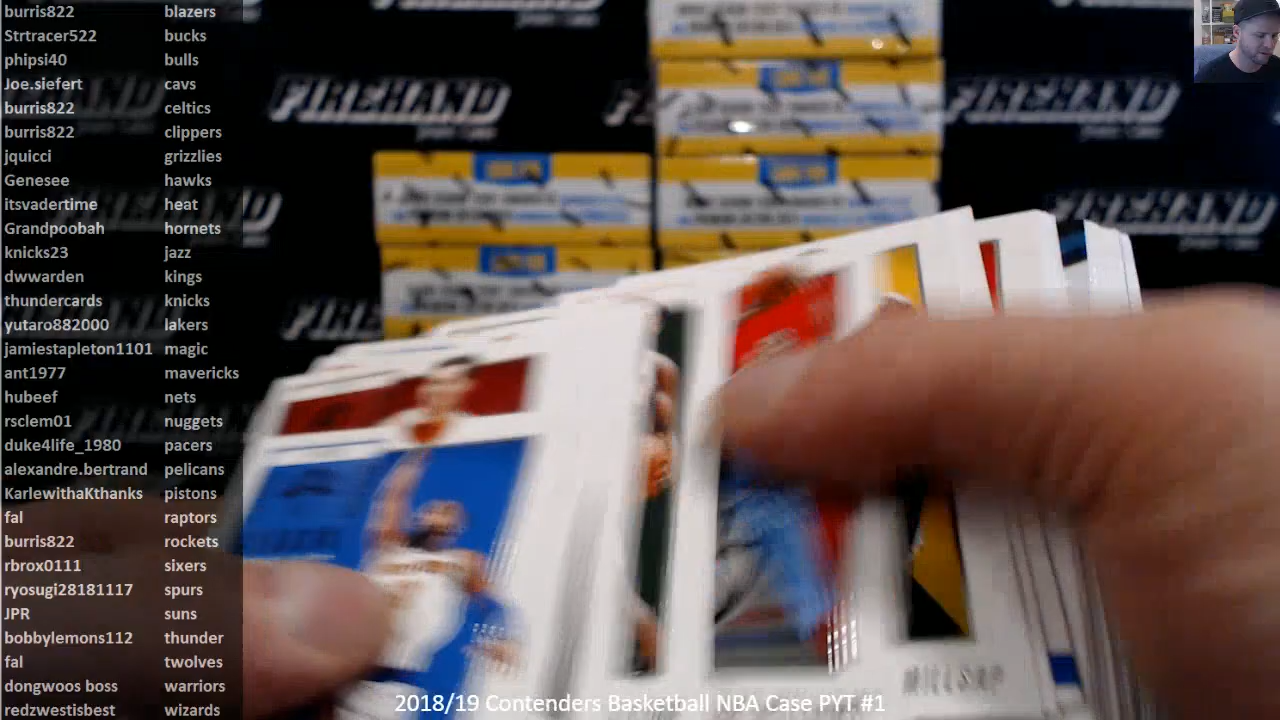 burris822 blazers
Strtracer522 bucks
phipsi40 bulls
Joe.siefert cavs
burris822 celtics
burris822 clippers
jquicci grizzlies
Genesee hawks
itsvadertime heat
Grandpoobah hornets
knicks23 jazz
dwwarden kings
thundercards knicks
yutaro882000 lakers
jamiestapleton1101 magic
ant1977 mavericks
hubeef nets
rsclem01 nuggets
duke4life_1980 pacers
alexandre.bertrand pelicans
KarlewithaKthanks pistons
fal raptors
burris822 rockets
rbrox0111 sixers
ryosugi28181117 spurs
JPR suns
bobbylemons112 thunder
fal twolves
dongwoos boss warriors
redzwestisbest wizards
FIREHAND
FIREHAND
FIREHAND
MILLSAP
2018/19 Contenders Basketball NBA Case PYT #1